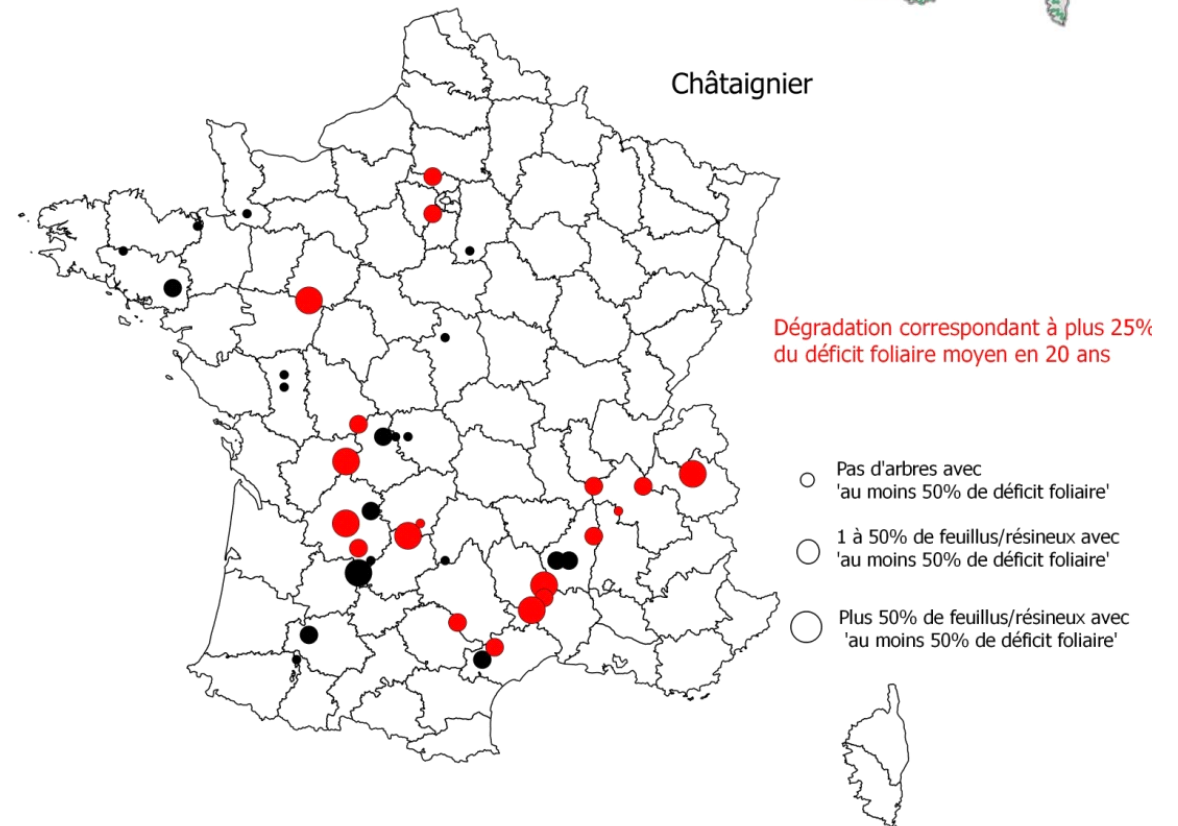 Châtaignier
Dégradation correspondant à plus 25%
du déficit foliaire moyen en 20 ans
Pas d'arbres avec
'au moins 50% de déficit foliaire'
1 à 50% de feuillus/résineux avec
'au moins 50% de déficit foliaire'
Plus 50% de feuillus/résineux avec
'au moins 50% de déficit foliaire'